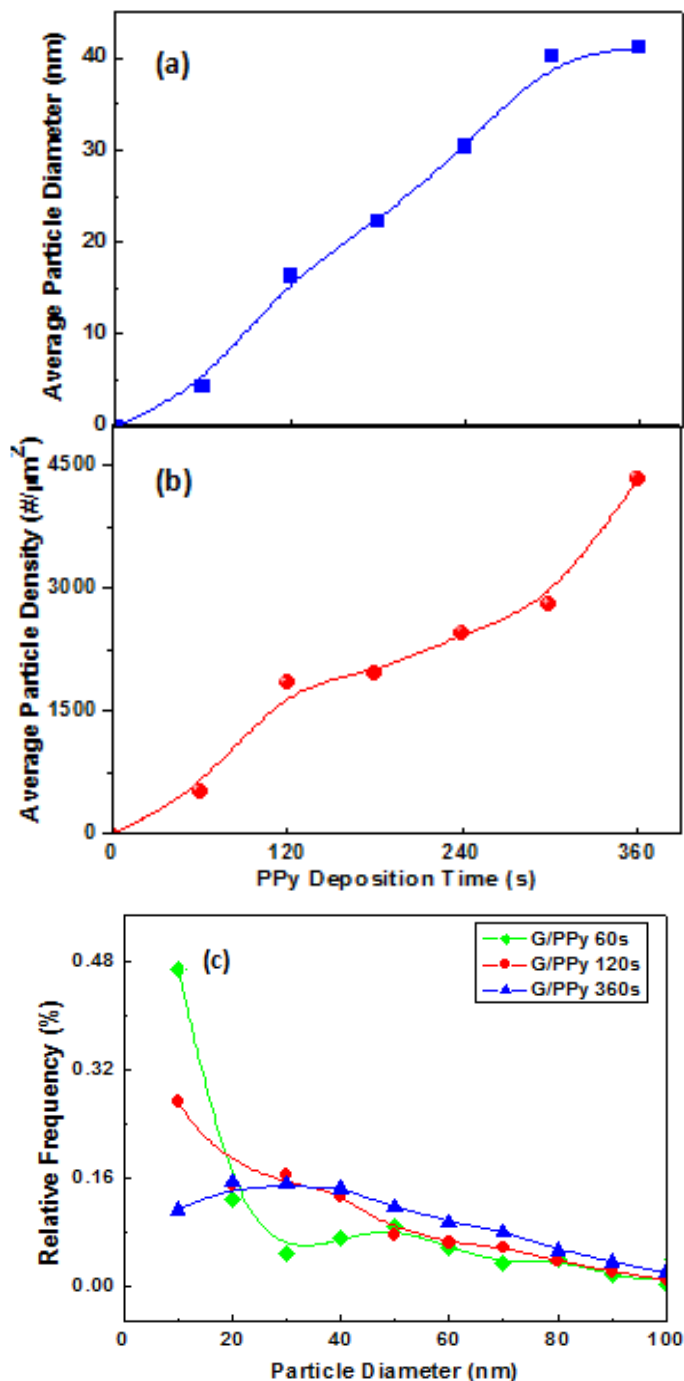 (a)
Average Particle Diameter (nm)
40
30
20
10
0
(b)
Average Particle Density (#/μm²)
4500
3000
1500
0
0 120 240 360
PPy Deposition Time (s)
(c)
G/PPy 60s
G/PPy 120s
G/PPy 360s
Relative Frequency (%)
0.48
0.32
0.16
0.00
0 20 40 60 80 100
Particle Diameter (nm)